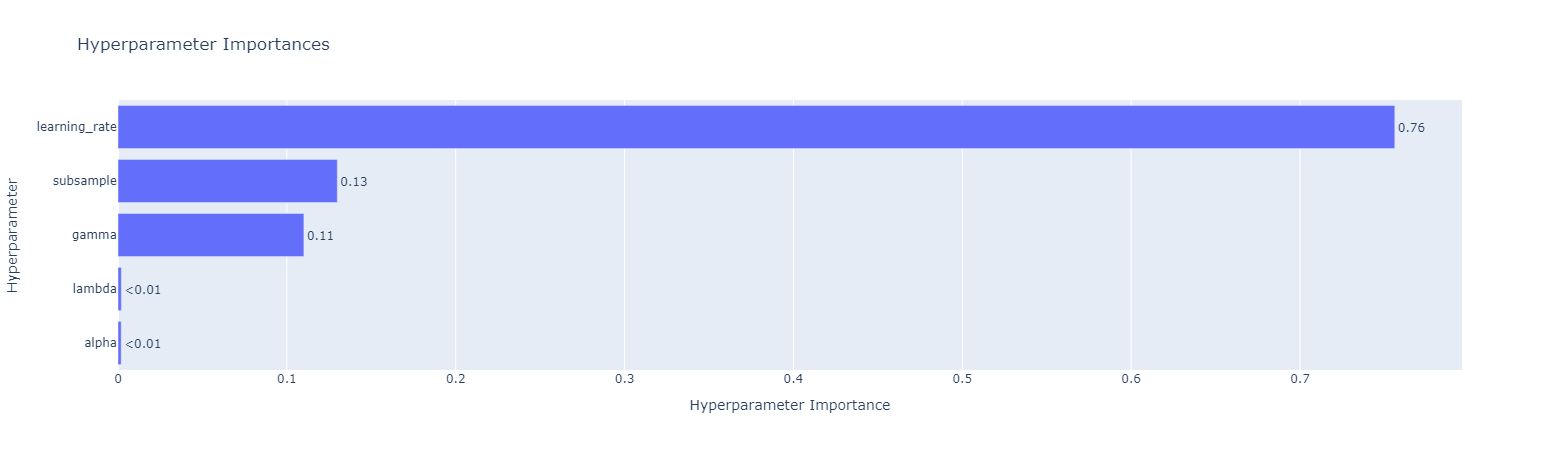 Hyperparameter Importances
Hyperparameter
learning_rate
0.76
subsample
0.13
gamma
0.11
lambda
<0.01
alpha
<0.01
0 0.1 0.2 0.3 0.4 0.5 0.6 0.7
Hyperparameter Importance